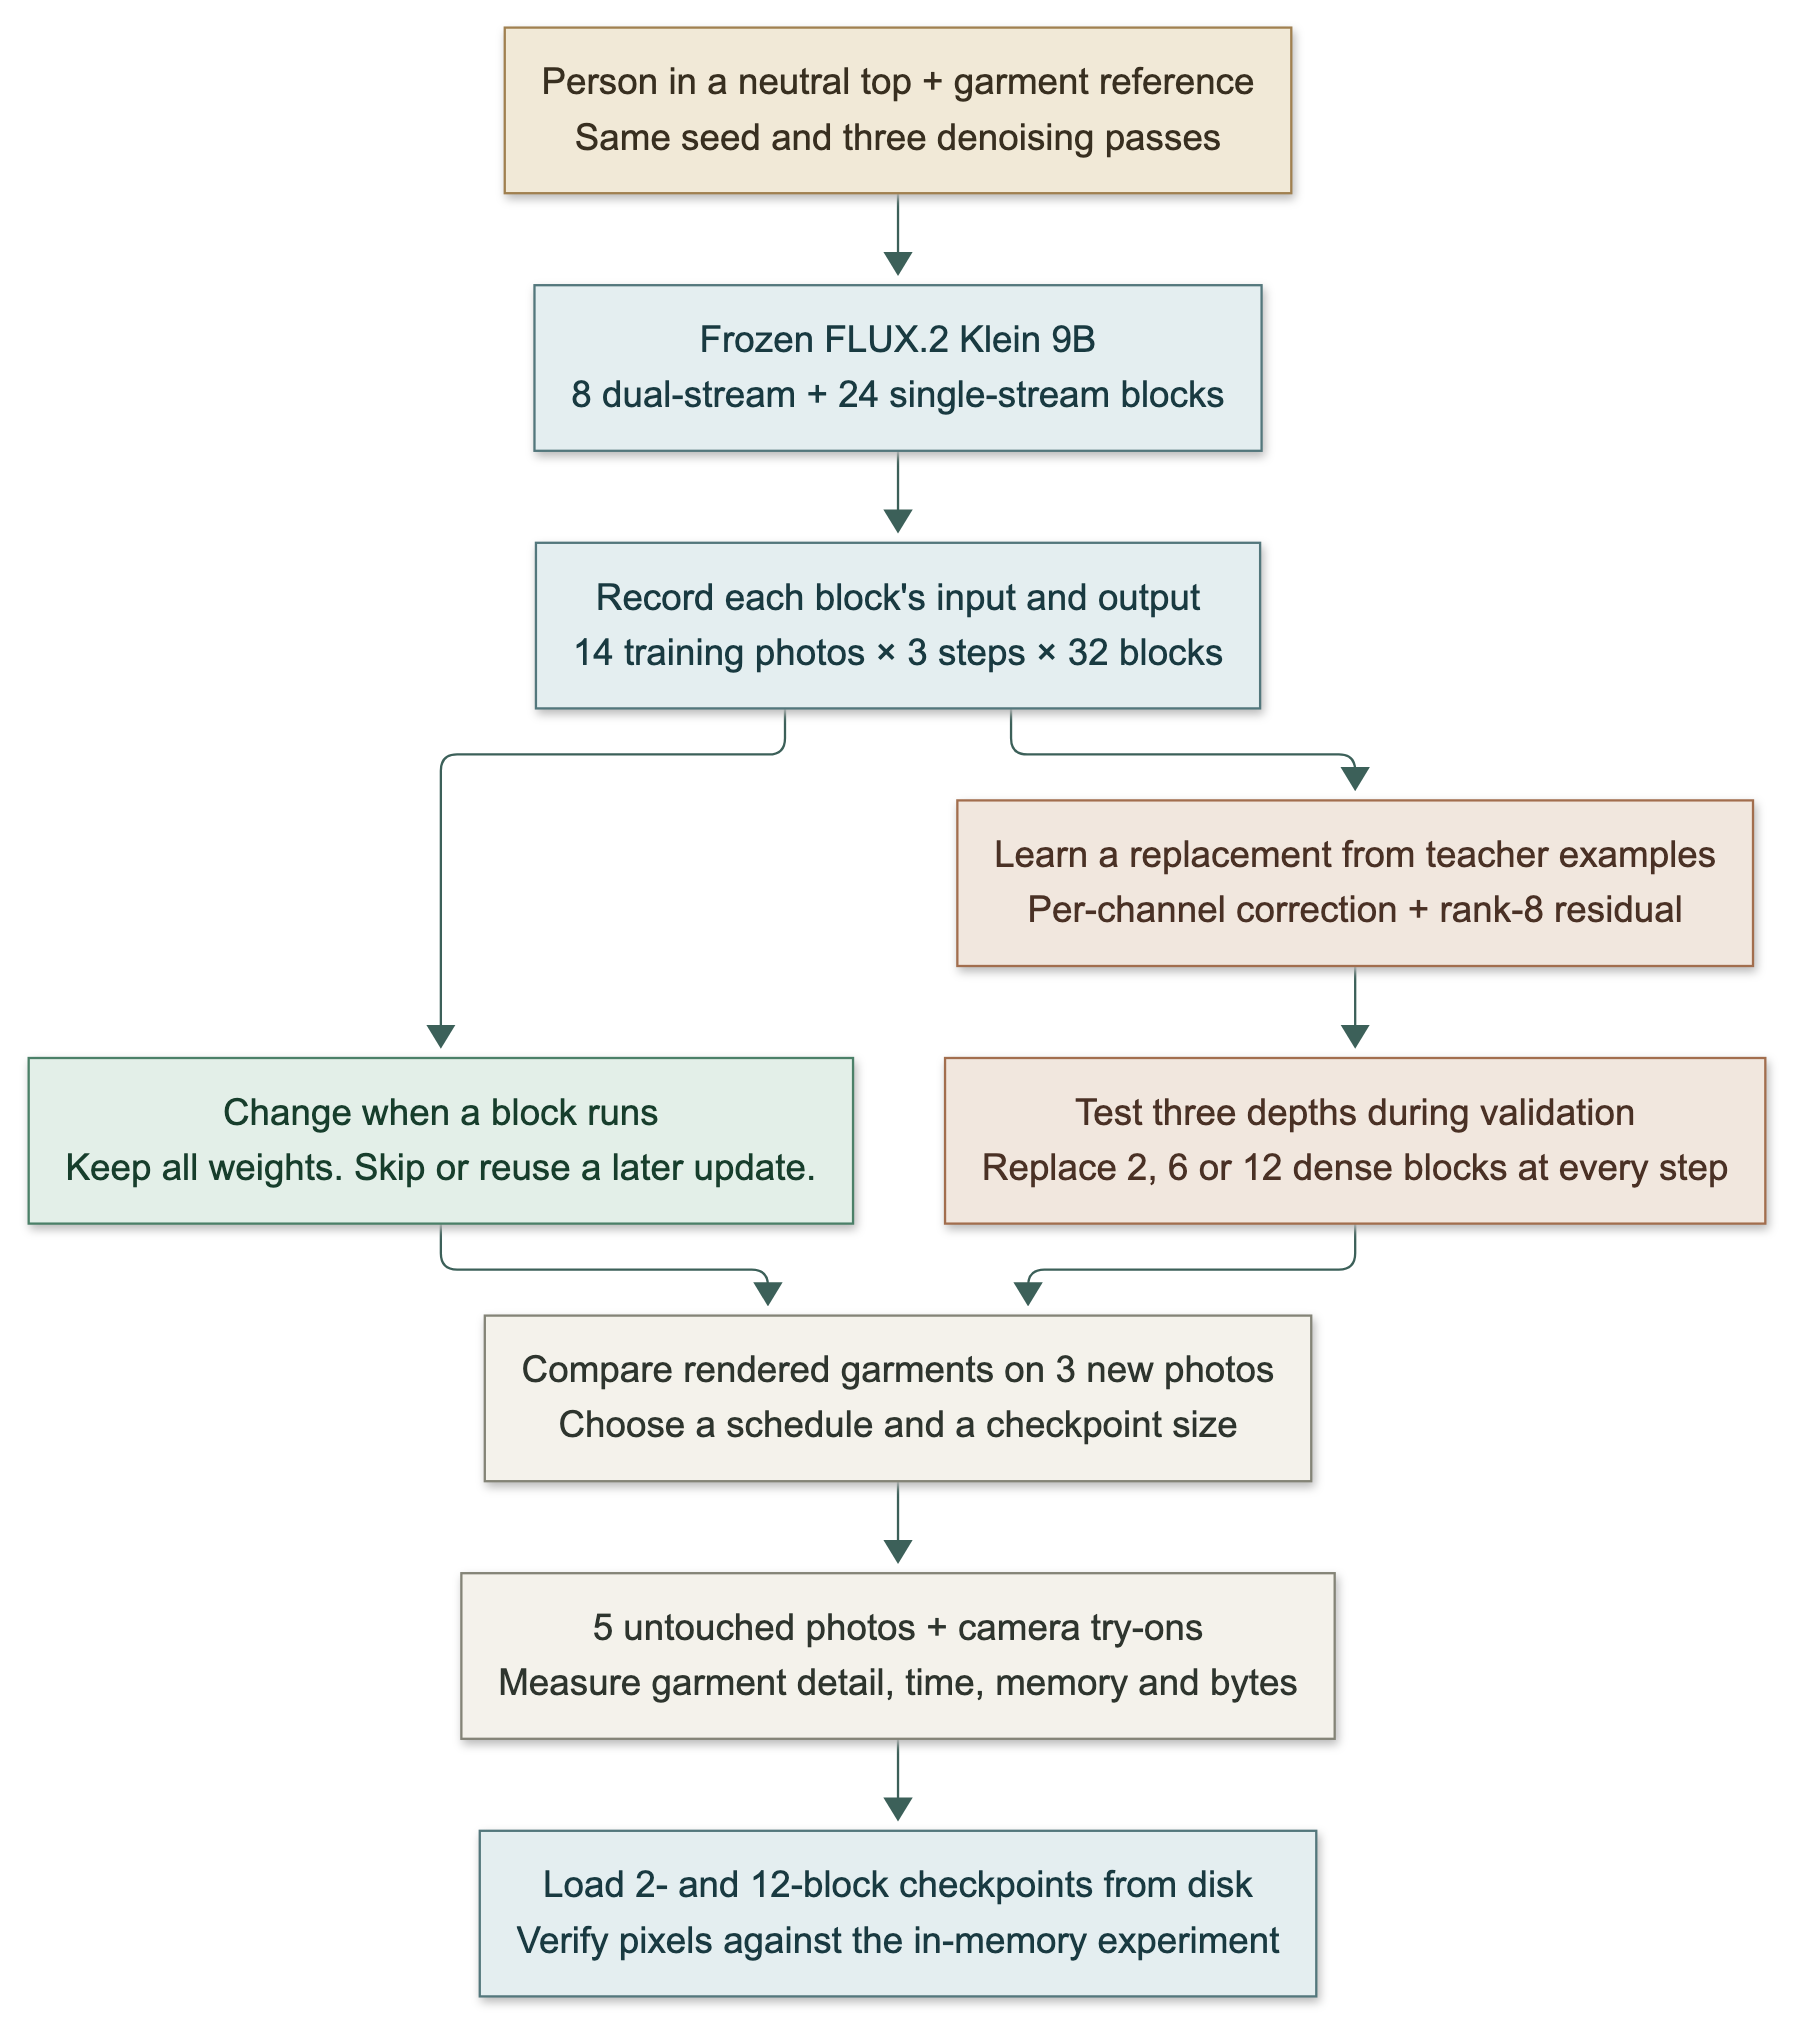 Person in a neutral top + garment reference
Same seed and three denoising passes
Frozen FLUX.2 Klein 9B
8 dual-stream + 24 single-stream blocks
Record each block's input and output
14 training photos × 3 steps × 32 blocks
Learn a replacement from teacher examples
Per-channel correction + rank-8 residual
Change when a block runs
Keep all weights. Skip or reuse a later update.
Test three depths during validation
Replace 2, 6 or 12 dense blocks at every step
Compare rendered garments on 3 new photos
Choose a schedule and a checkpoint size
5 untouched photos + camera try-ons
Measure garment detail, time, memory and bytes
Load 2- and 12-block checkpoints from disk
Verify pixels against the in-memory experiment